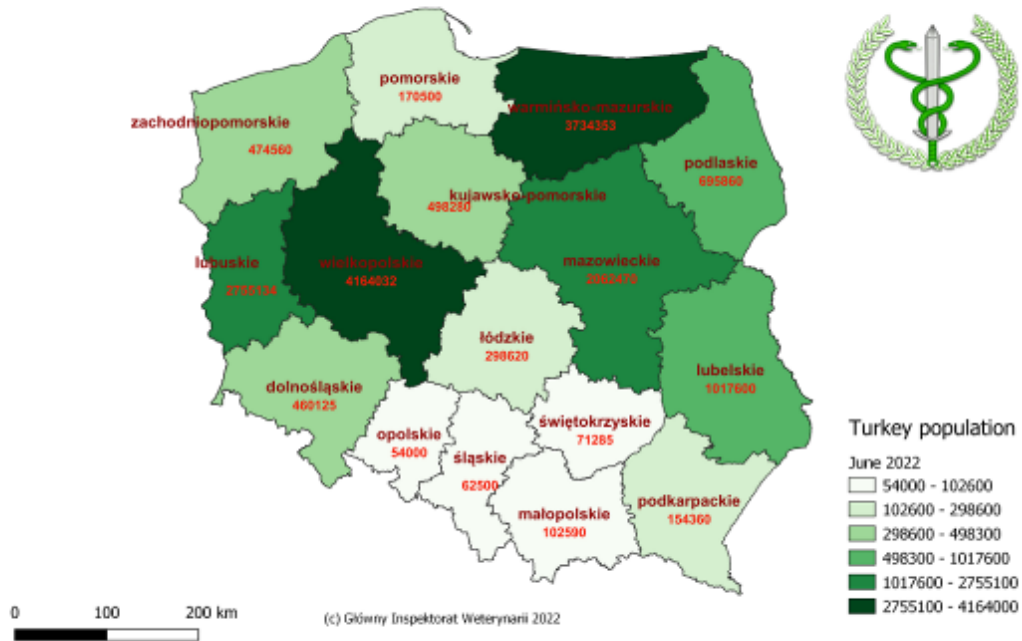 pomorskie
170500
warmińsko-mazurskie
3734353
zachodniopomorskie
474560
podlaskie
695860
kujawsko-pomorskie
498280
lubuskie
2755134
wielkopolskie
4164032
mazowieckie
2063470
łódzkie
298620
lubelskie
1017600
dolnośląskie
460125
opolskie
54000
śląskie
62500
świętokrzyskie
71285
małopolskie
102590
podkarpackie
154360
Turkey population
June 2022
54000 - 102600
102600 - 298600
298600 - 498300
498300 - 1017600
1017600 - 2755100
2755100 - 4164000
0 100 200 km
(c) Główny Inspektorat Weterynarii 2022